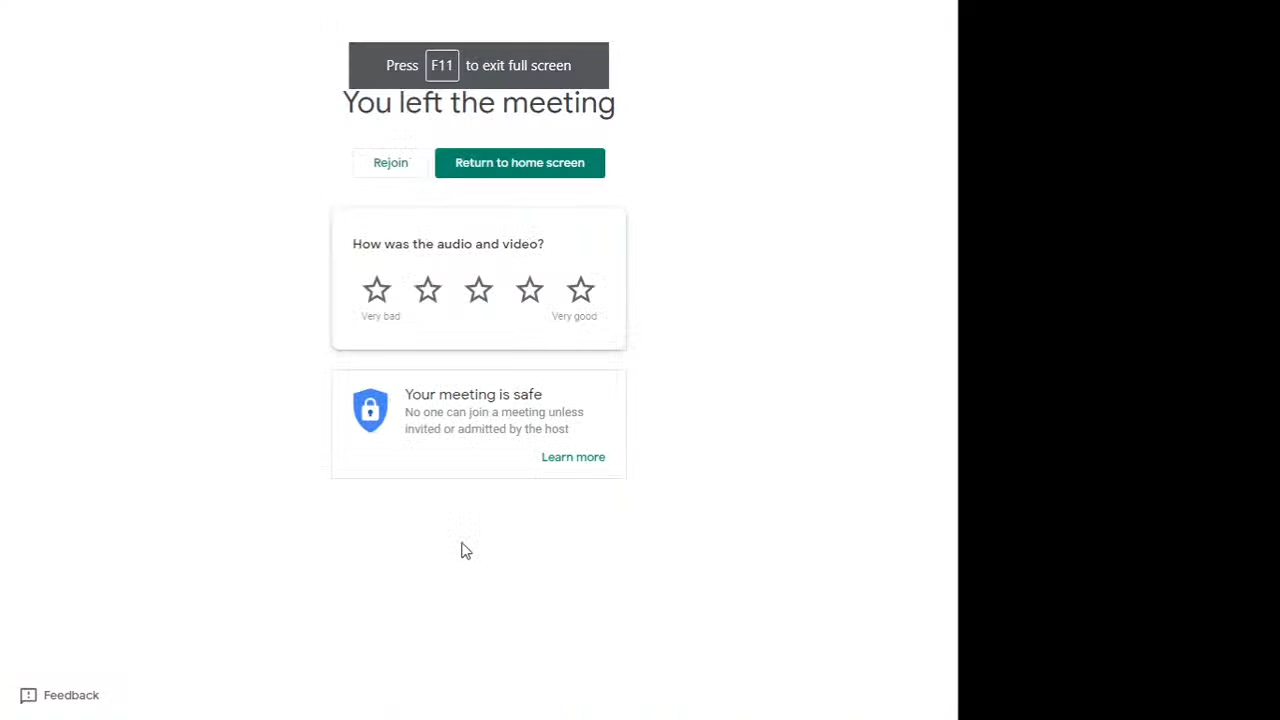 Press F11 to exit full screen
You left the meeting
Rejoin Return to home screen
How was the audio and video?
Very bad Very good
Your meeting is safe
No one can join a meeting unless
invited or admitted by the host
Learn more
Feedback